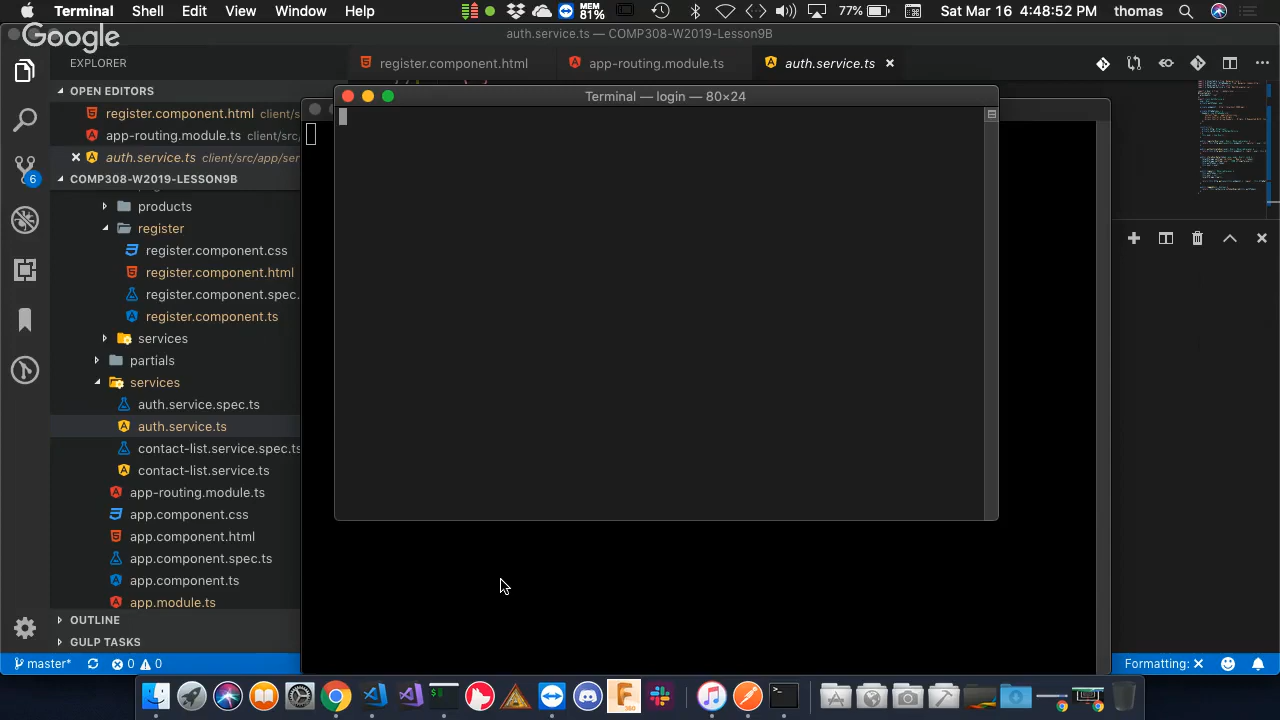 Terminal Shell Edit View Window Help MEM 81% 77% Sat Mar 16 4:48:52 PM thomas
Google
auth.service.ts — COMP308-W2019-Lesson9B
EXPLORER register.component.html app-routing.module.ts auth.service.ts
OPEN EDITORS
Terminal — login — 80×24
register.component.html client/s
app-routing.module.ts client/src/
auth.service.ts client/src/app/ser
COMP308-W2019-LESSON9B
6
products
register
register.component.css
register.component.html
register.component.spec.
register.component.ts
services
partials
services
auth.service.spec.ts
auth.service.ts
contact-list.service.spec.ts
contact-list.service.ts
app-routing.module.ts
app.component.css
app.component.html
app.component.spec.ts
app.component.ts
app.module.ts
OUTLINE
GULP TASKS
master* 0 0 Formatting: ✕
360